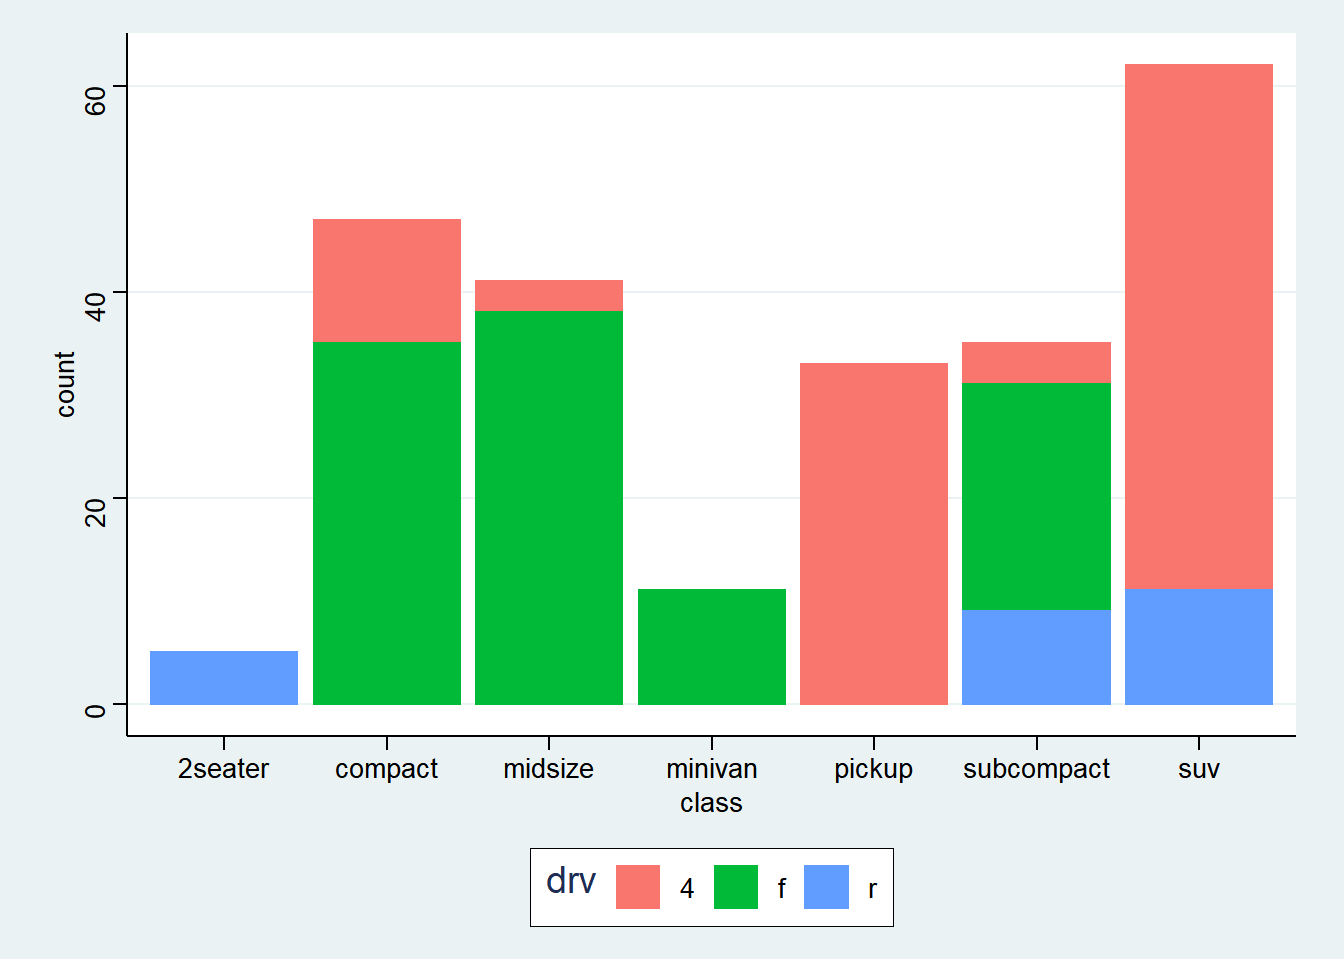 60
40
20
0
count
2seater compact midsize minivan pickup subcompact suv
class
drv 4 f r